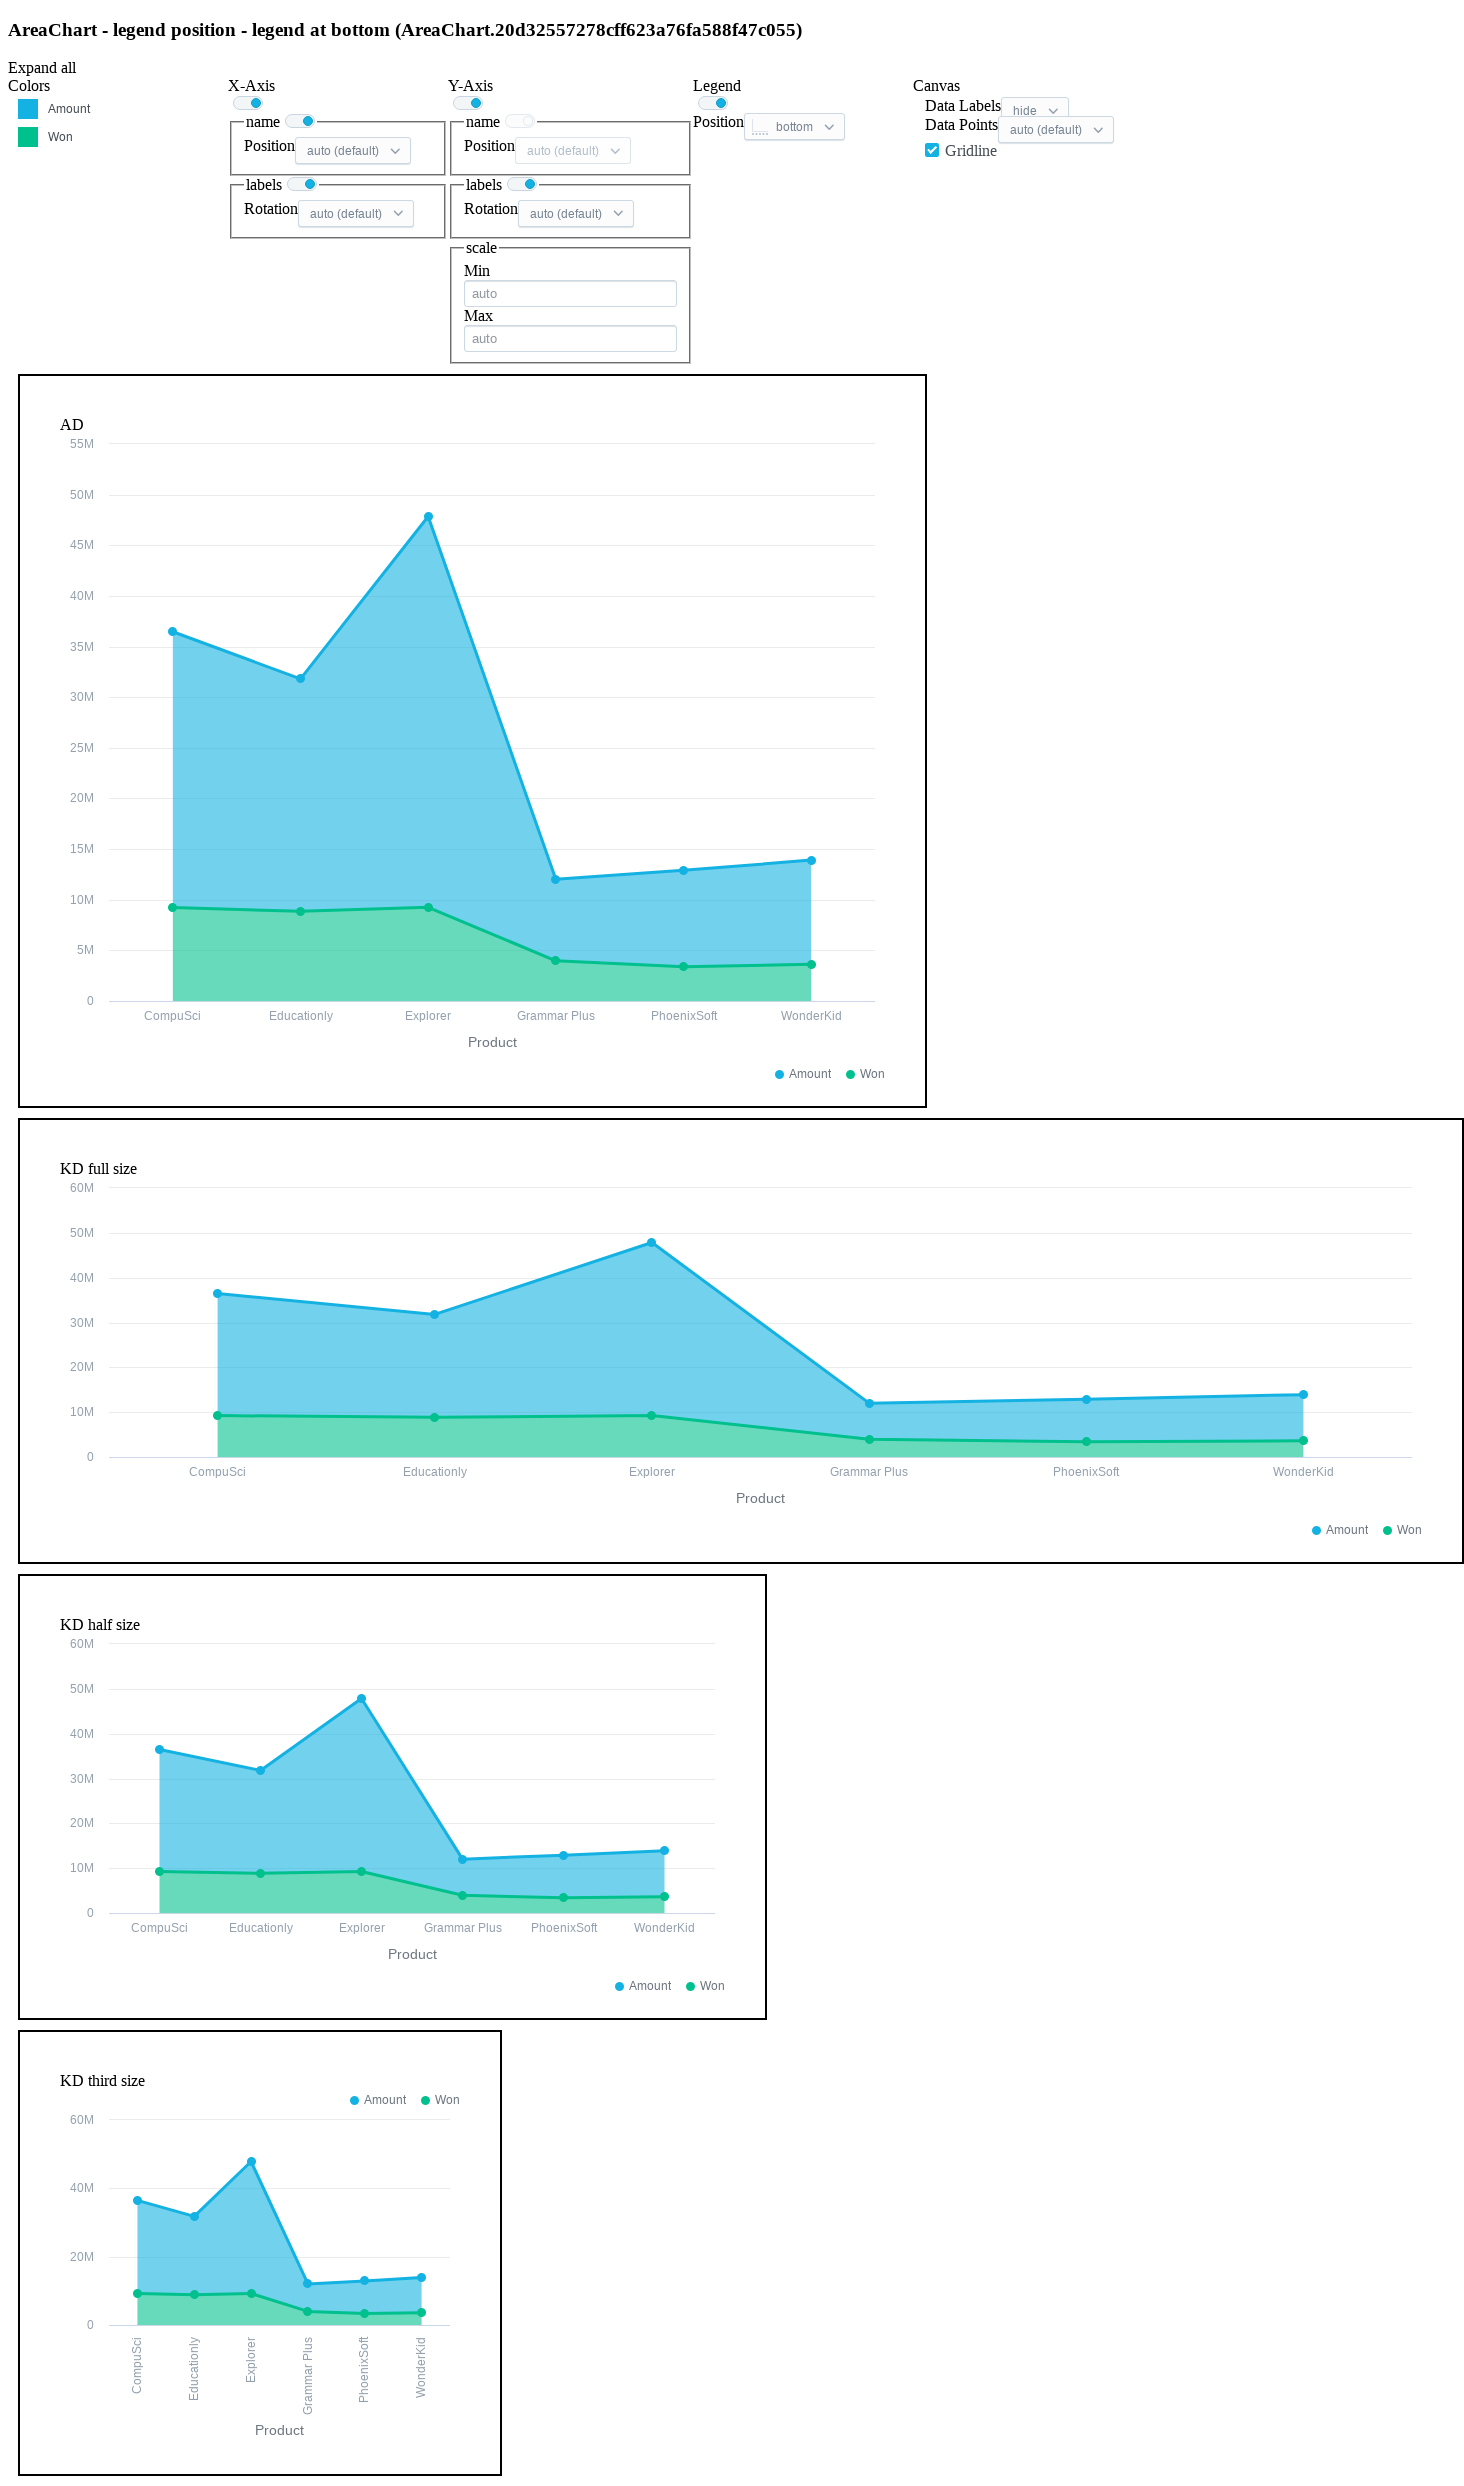 AreaChart - legend position - legend at bottom (AreaChart.20d32557278cff623a76fa588f47c055)
Expand all
Colors
Amount
Won
X-Axis
name
Position auto (default)
labels
Rotation auto (default)
Y-Axis
name
Position auto (default)
labels
Rotation auto (default)
scale
Min
auto
Max
auto
Legend
Position bottom
Canvas
Data Labels hide
Data Points auto (default)
Gridline
AD
55M
50M
45M
40M
35M
30M
25M
20M
15M
10M
5M
0
CompuSci Educationly Explorer Grammar Plus PhoenixSoft WonderKid
Product
Amount Won
KD full size
60M
50M
40M
30M
20M
10M
0
CompuSci Educationly Explorer Grammar Plus PhoenixSoft WonderKid
Product
Amount Won
KD half size
60M
50M
40M
30M
20M
10M
0
CompuSci Educationly Explorer Grammar Plus PhoenixSoft WonderKid
Product
Amount Won
KD third size
Amount Won
60M
40M
20M
0
CompuSci
Educationly
Explorer
Grammar Plus
PhoenixSoft
WonderKid
Product